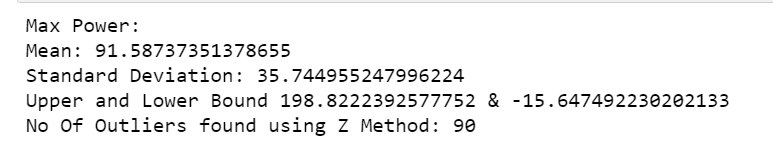 Max Power:
Mean: 91.58737351378655
Standard Deviation: 35.744955247996224
Upper and Lower Bound 198.8222392577752 & -15.647492230202133
No Of Outliers found using Z Method: 90